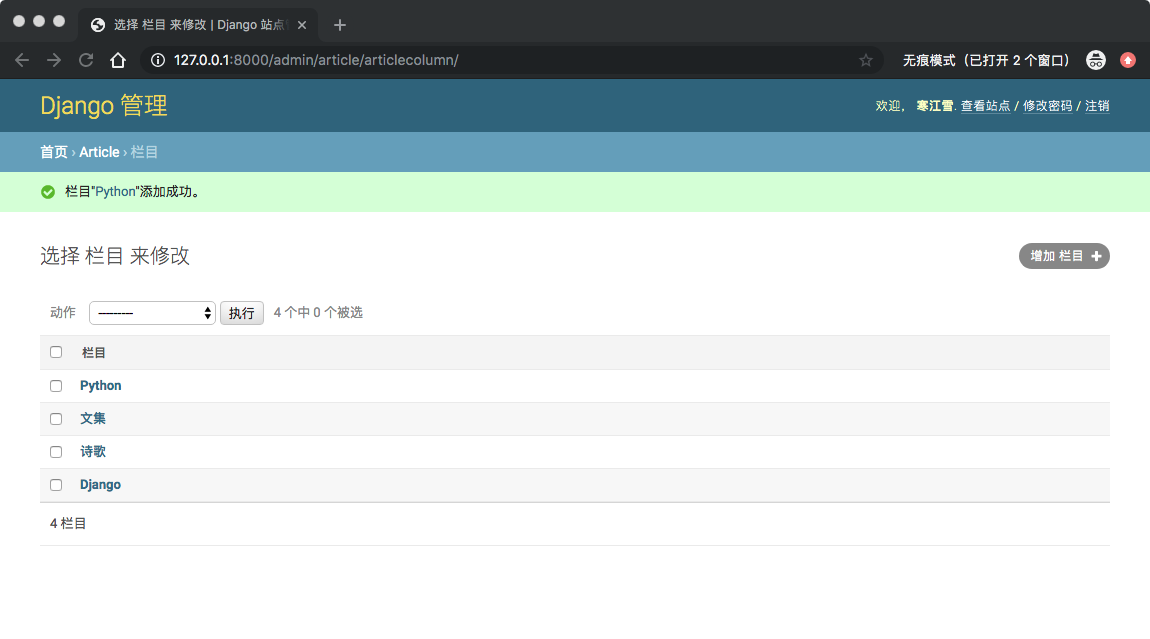 选择 栏目 来修改 | Django 站点
127.0.0.1:8000/admin/article/articlecolumn/
无痕模式（已打开 2 个窗口）
Django 管理
欢迎， 寒江雪. 查看站点 / 修改密码 / 注销
首页 › Article › 栏目
栏目"Python"添加成功。
选择 栏目 来修改
增加 栏目
动作 --------- 执行 4 个中 0 个被选
栏目
Python
文集
诗歌
Django
4 栏目